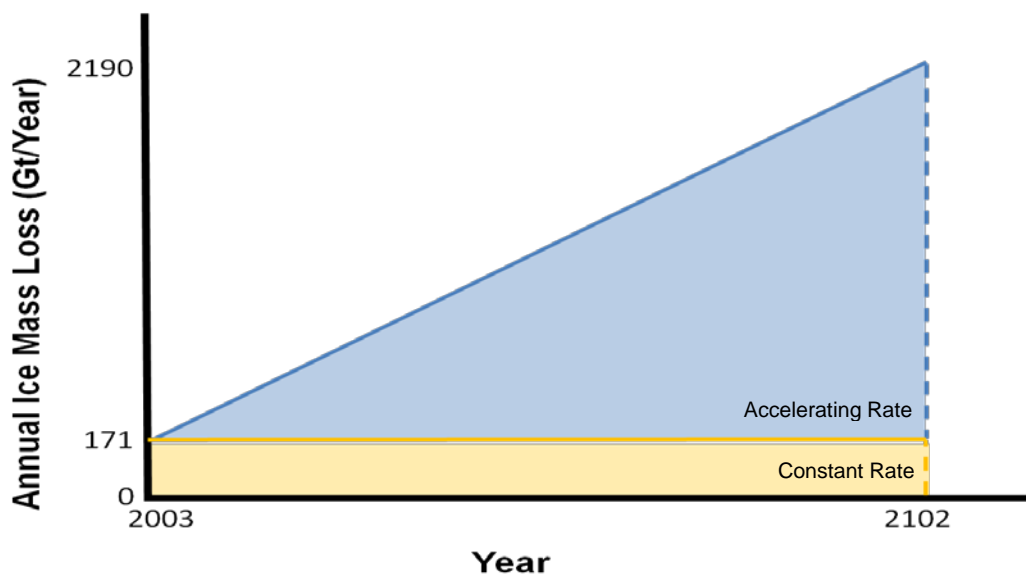 Annual Ice Mass Loss (Gt/Year)
2190
171
0
Accelerating Rate
Constant Rate
2003
2102
Year